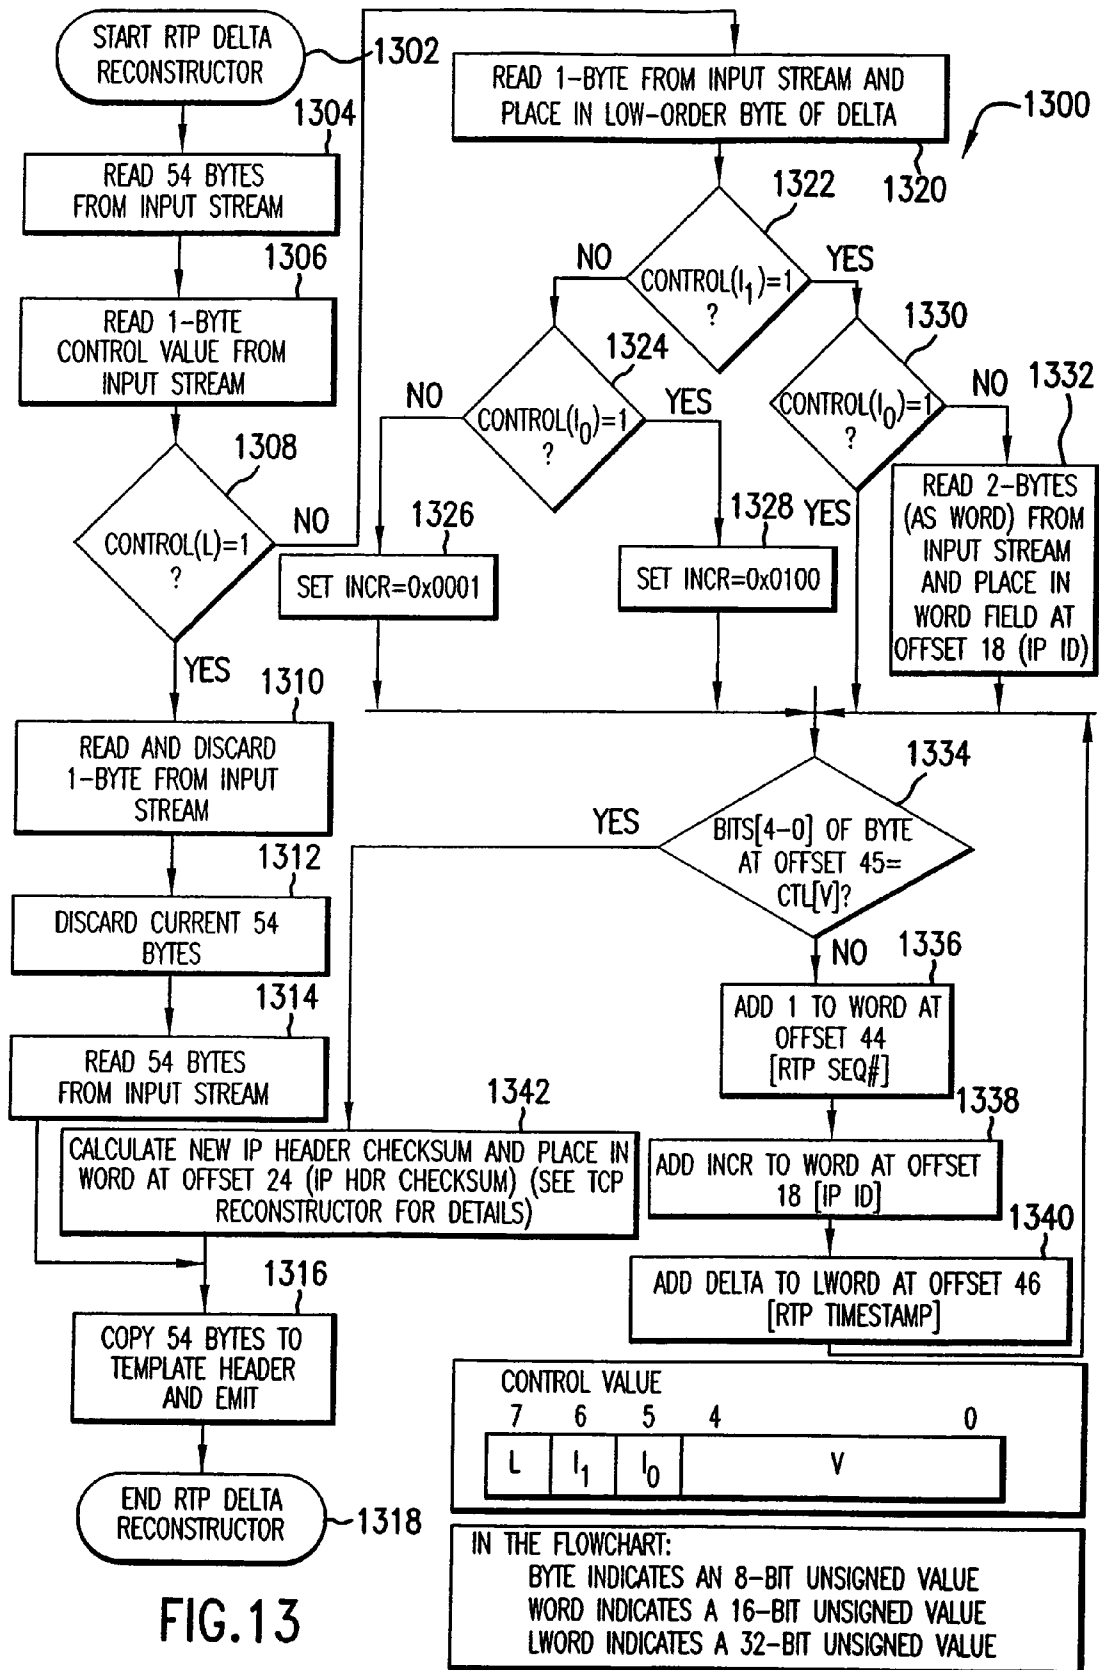 START RTP DELTA
RECONSTRUCTOR
1302
1304
READ 54 BYTES
FROM INPUT STREAM
1306
READ 1-BYTE
CONTROL VALUE FROM
INPUT STREAM
1308
CONTROL(L)=1
?
NO
YES
1310
READ AND DISCARD
1-BYTE FROM INPUT
STREAM
1312
DISCARD CURRENT 54
BYTES
1314
READ 54 BYTES
FROM INPUT STREAM
READ 1-BYTE FROM INPUT STREAM AND
PLACE IN LOW-ORDER BYTE OF DELTA
1300
1320
1322
CONTROL(I1)=1
?
NO
YES
1324
CONTROL(I0)=1
?
NO
YES
1326
SET INCR=0x0001
1328
SET INCR=0x0100
1330
CONTROL(I0)=1
?
NO
YES
1332
READ 2-BYTES
(AS WORD) FROM
INPUT STREAM
AND PLACE IN
WORD FIELD AT
OFFSET 18 (IP ID)
1334
BITS[4-0] OF BYTE
AT OFFSET 45=
CTL[V]?
YES
NO
1336
ADD 1 TO WORD AT
OFFSET 44
[RTP SEQ#]
1338
ADD INCR TO WORD AT OFFSET
18 [IP ID]
1340
ADD DELTA TO LWORD AT OFFSET 46
[RTP TIMESTAMP]
1342
CALCULATE NEW IP HEADER CHECKSUM AND PLACE IN
WORD AT OFFSET 24 (IP HDR CHECKSUM) (SEE TCP
RECONSTRUCTOR FOR DETAILS)
1316
COPY 54 BYTES TO
TEMPLATE HEADER
AND EMIT
END RTP DELTA
RECONSTRUCTOR
1318
CONTROL VALUE
7 6 5 4 0
L I1 I0 V
IN THE FLOWCHART:
BYTE INDICATES AN 8-BIT UNSIGNED VALUE
WORD INDICATES A 16-BIT UNSIGNED VALUE
LWORD INDICATES A 32-BIT UNSIGNED VALUE
FIG.13